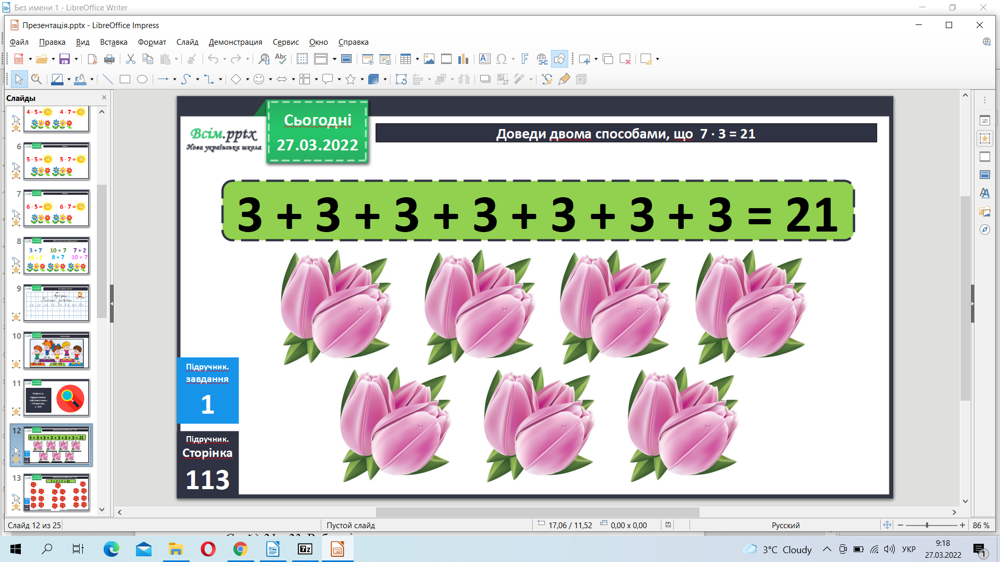 Без имени 1 - LibreOffice Writer
Презентація.pptx - LibreOffice Impress
Файл Правка Вид Вставка Формат Слайд Демонстрация Сервис Окно Справка
Слайды
4 · 5 = 4 · 7 =
6
5 · 5 = 5 · 7 =
7
6 · 5 = 6 · 7 =
8
3 + 7 10 + 7 7 + 2
8 + 7 10 + 7
9
10
11
Робота із
підручником
«Математика»
12
3 + 3 + 3 + 3 + 3 + 3 + 3 = 21
13
Всім.pptx
Нова українська школа
Сьогодні
27.03.2022
Доведи двома способами, що 7 · 3 = 21
3 + 3 + 3 + 3 + 3 + 3 + 3 = 21
Підручник.
завдання
1
Підручник.
Сторінка
113
Слайд 12 из 25
Пустой слайд
17,06 / 11,52
0,00 x 0,00
Русский
86 %
3°C Cloudy
УКР
9:18
27.03.2022
1